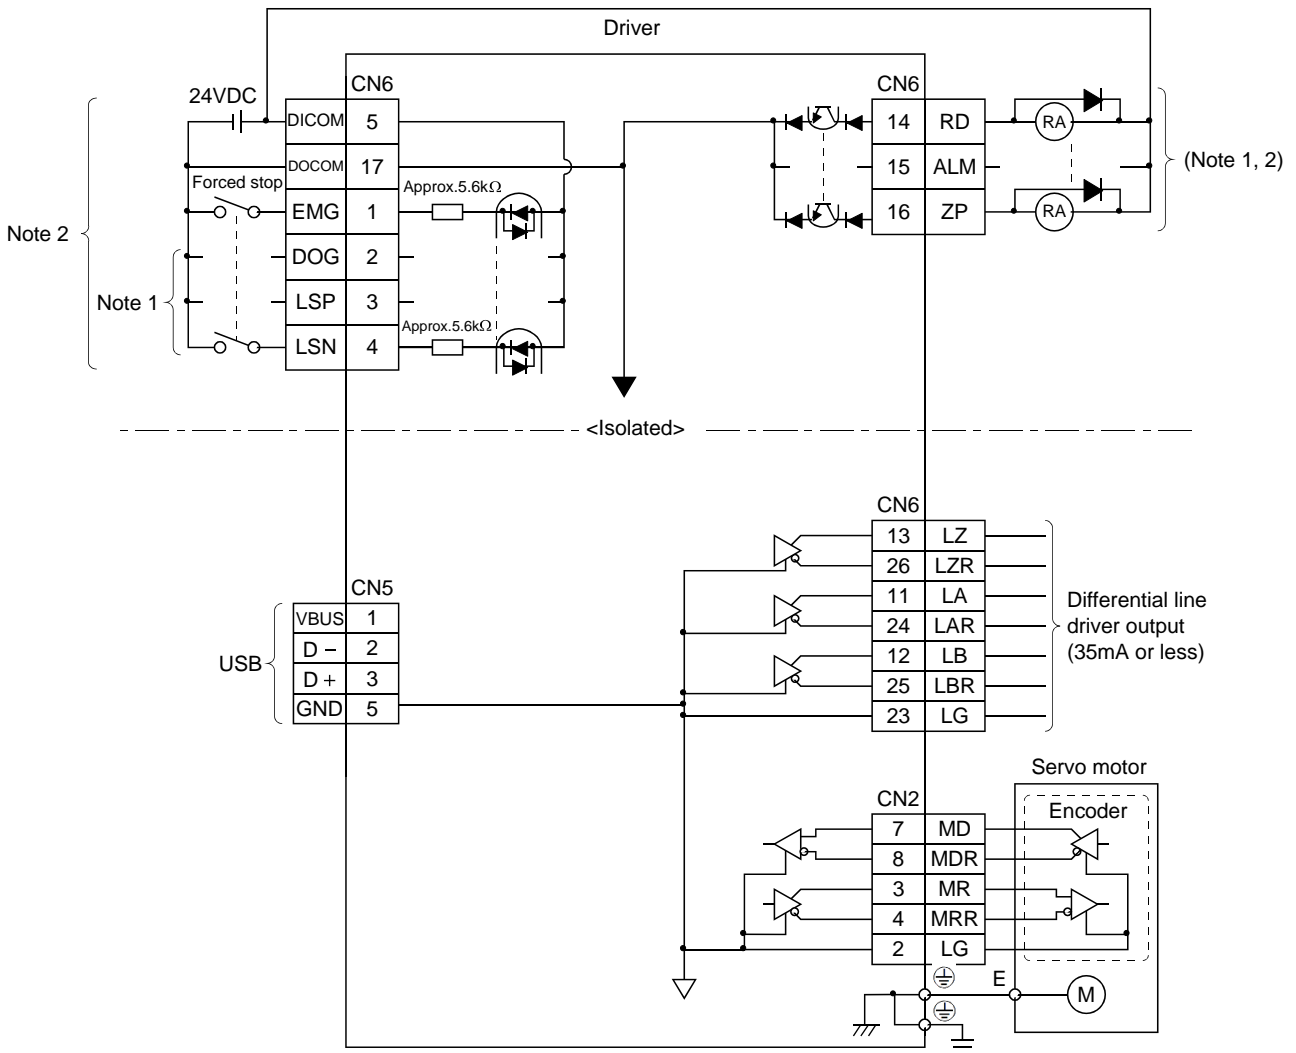 Driver
CN6
24VDC
DICOM 5
DOCOM 17
Forced stop
Approx.5.6kΩ
EMG 1
DOG 2
LSP 3
Approx.5.6kΩ
LSN 4
Note 2
Note 1
CN6
14 RD
RA
15 ALM
16 ZP
RA
(Note 1, 2)
<Isolated>
CN6
13 LZ
26 LZR
11 LA
24 LAR
12 LB
25 LBR
23 LG
Differential line
driver output
(35mA or less)
CN5
VBUS 1
D − 2
D + 3
GND 5
USB
Servo motor
Encoder
CN2
7 MD
8 MDR
3 MR
4 MRR
2 LG
E
M